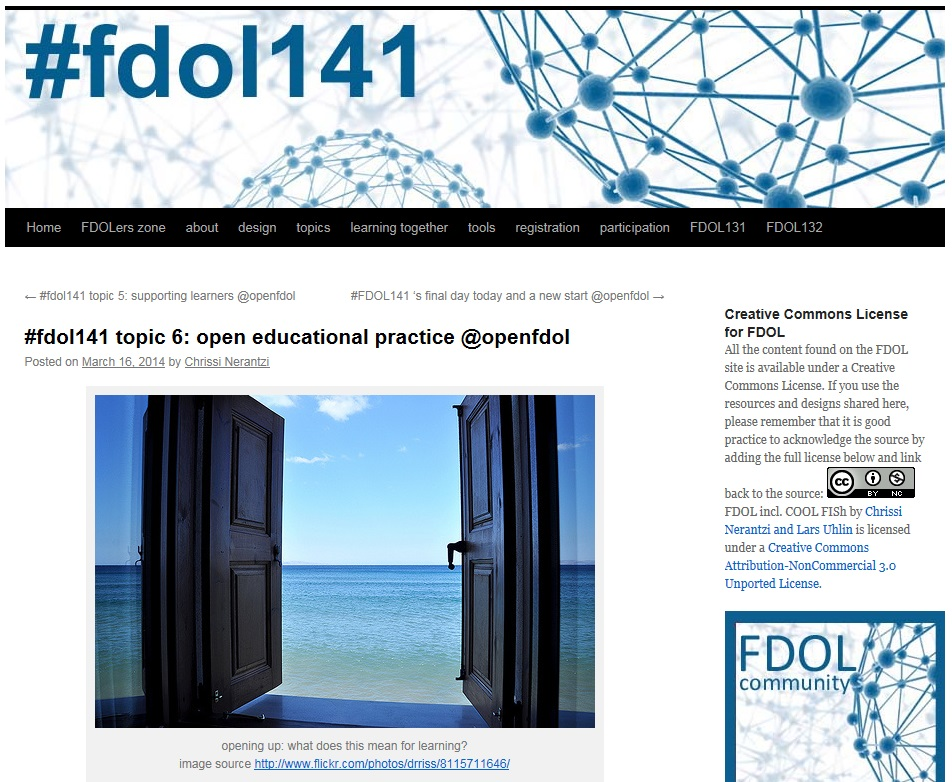 #fdol141
Home FDOLers zone about design topics learning together tools registration participation FDOL131 FDOL132
← #fdol141 topic 5: supporting learners @openfdol
#FDOL141 ‘s final day today and a new start @openfdol →
#fdol141 topic 6: open educational practice @openfdol
Posted on March 16, 2014 by Chrissi Nerantzi
opening up: what does this mean for learning?
image source http://www.flickr.com/photos/drriss/8115711646/
Creative Commons License
for FDOL
All the content found on the FDOL
site is available under a Creative
Commons License. If you use the
resources and designs shared here,
please remember that it is good
practice to acknowledge the source by
adding the full license below and link
back to the source: cc BY NC
FDOL incl. COOL FISh by Chrissi
Nerantzi and Lars Uhlin is licensed
under a Creative Commons
Attribution-NonCommercial 3.0
Unported License.
FDOL
community